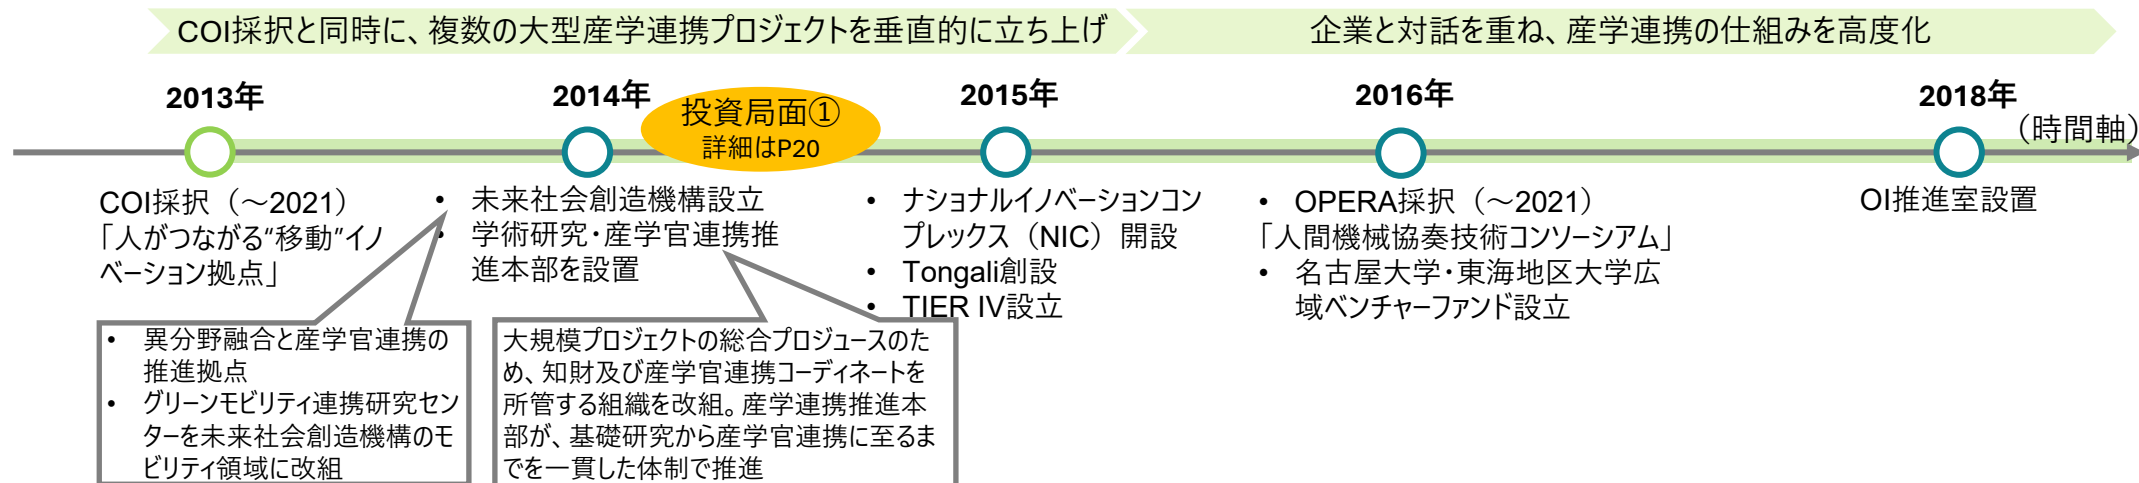 COI採択と同時に、複数の大型産学連携プロジェクトを垂直的に立ち上げ
企業と対話を重ね、産学連携の仕組みを高度化
2013年
2014年
投資局面①
詳細はP20
2015年
2016年
2018年
（時間軸）
COI採択（～2021）
「人がつながる“移動”イノ
ベーション拠点」
• 未来社会創造機構設立
• 学術研究・産学官連携推
進本部を設置
• ナショナルイノベーションコン
プレックス（NIC）開設
• Tongali創設
• TIER IV設立
• OPERA採択（～2021）
「人間機械協奏技術コンソーシアム」
• 名古屋大学・東海地区大学広
域ベンチャーファンド設立
OI推進室設置
• 異分野融合と産学官連携の
推進拠点
• グリーンモビリティ連携研究セン
ターを未来社会創造機構のモ
ビリティ領域に改組
大規模プロジェクトの総合プロジュースのた
め、知財及び産学官連携コーディネートを
所管する組織を改組。産学連携推進本
部が、基礎研究から産学官連携に至るま
でを一貫した体制で推進